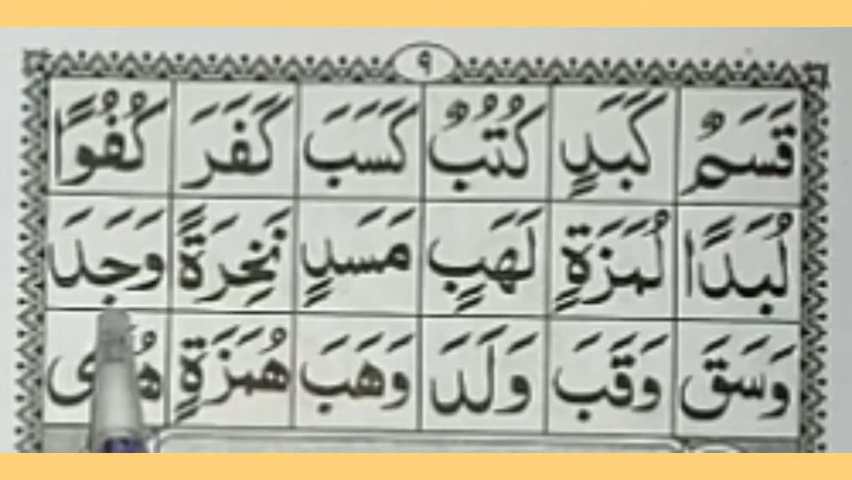 ٩
قَسَمٌ كَبَدٍ كُتُبٌ كَسَبَ كَفَرَ كُفُوًا
لُبَدًا لُمَزَةٍ لَهَبٍ مَسَدٍ نَخِرَةً وَجَدَ
وَسَقَ وَقَبَ وَلَدَ وَهَبَ هُمَزَةٍ